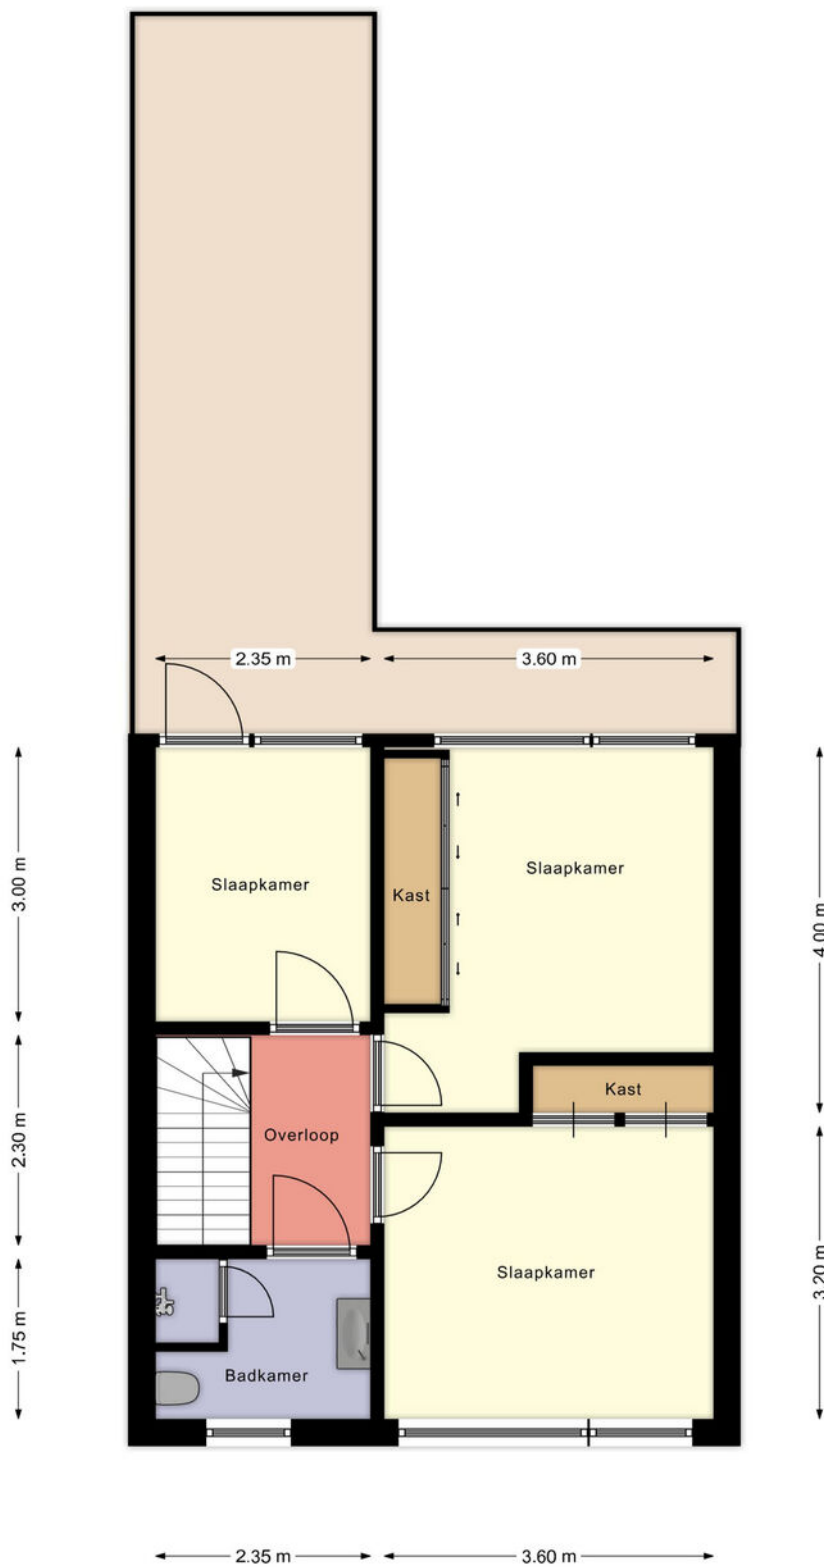 2.35 m
3.60 m
3.00 m
4.00 m
Slaapkamer
Slaapkamer
Kast
Kast
2.30 m
Overloop
Slaapkamer
3.20 m
1.75 m
Badkamer
2.35 m
3.60 m